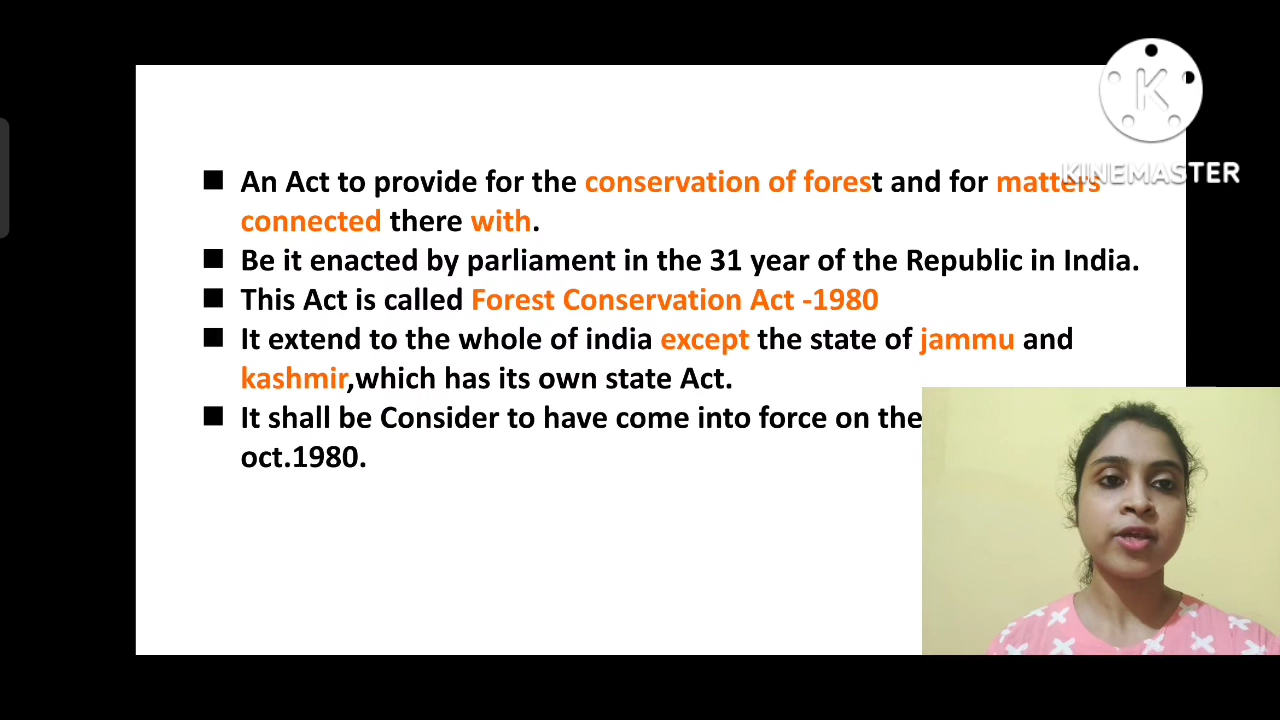 An Act to provide for the conservation of forest and for matters
connected there with.
Be it enacted by parliament in the 31 year of the Republic in India.
This Act is called Forest Conservation Act -1980
It extend to the whole of india except the state of jammu and
kashmir,which has its own state Act.
It shall be Consider to have come into force on the
oct.1980.
K
KINEMASTER